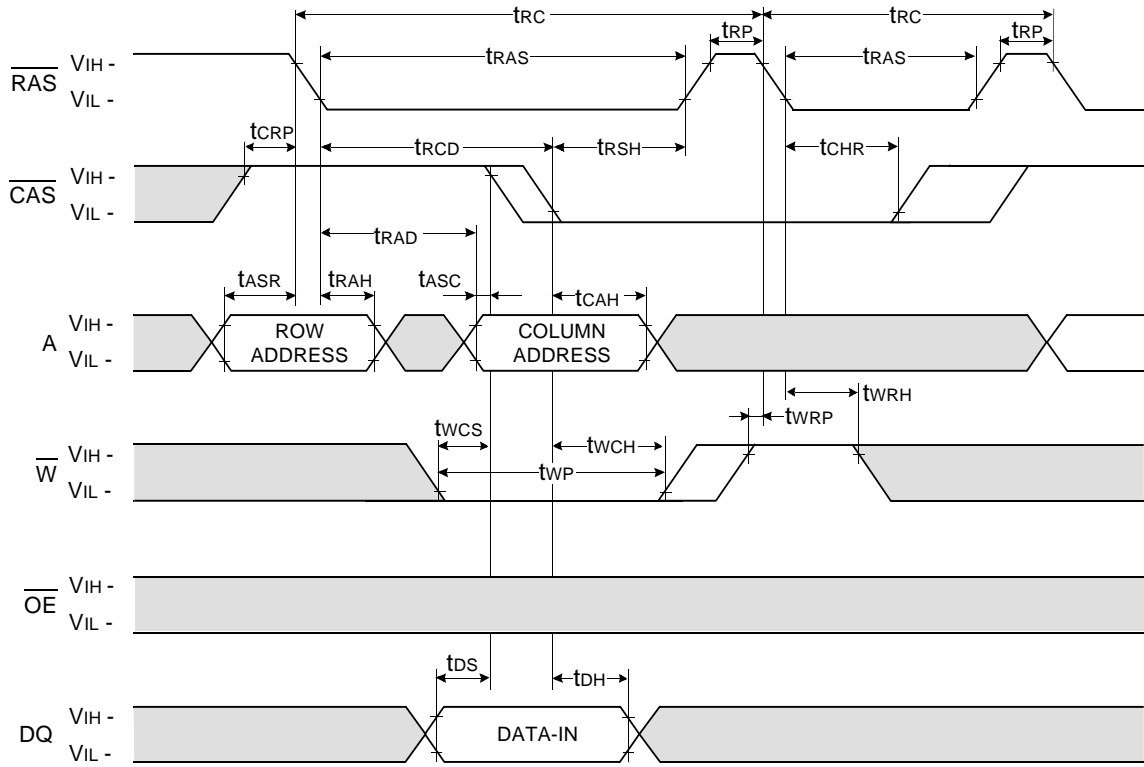 tRC tRC
tRP tRP
tRAS tRAS
RAS VIH -
VIL -
tCRP
tRCD tRSH tCHR
CAS VIH -
VIL -
tRAD
tASR tRAH tASC
tCAH
A VIH -
VIL -
ROW
ADDRESS
COLUMN
ADDRESS
tWRH
tWRP
tWCS tWCH
tWP
W VIH -
VIL -
OE VIH -
VIL -
tDS tDH
DQ VIH -
VIL -
DATA-IN